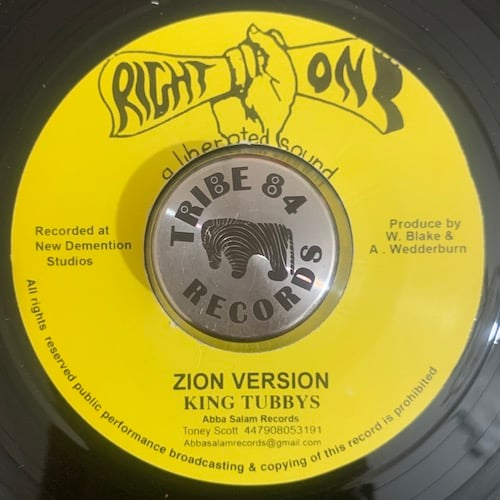 RIGHT ON
a liberated sound
TRIBE 84
RECORDS
Recorded at
New Demention
Studios
Produce by
W. Blake &
A . Wedderburn
ZION VERSION
KING TUBBYS
Abba Salam Records
Toney Scott 447908053191
Abbasalamrecords@gmail.com
All rights reserved public performance broadcasting & copying of this record is prohibited